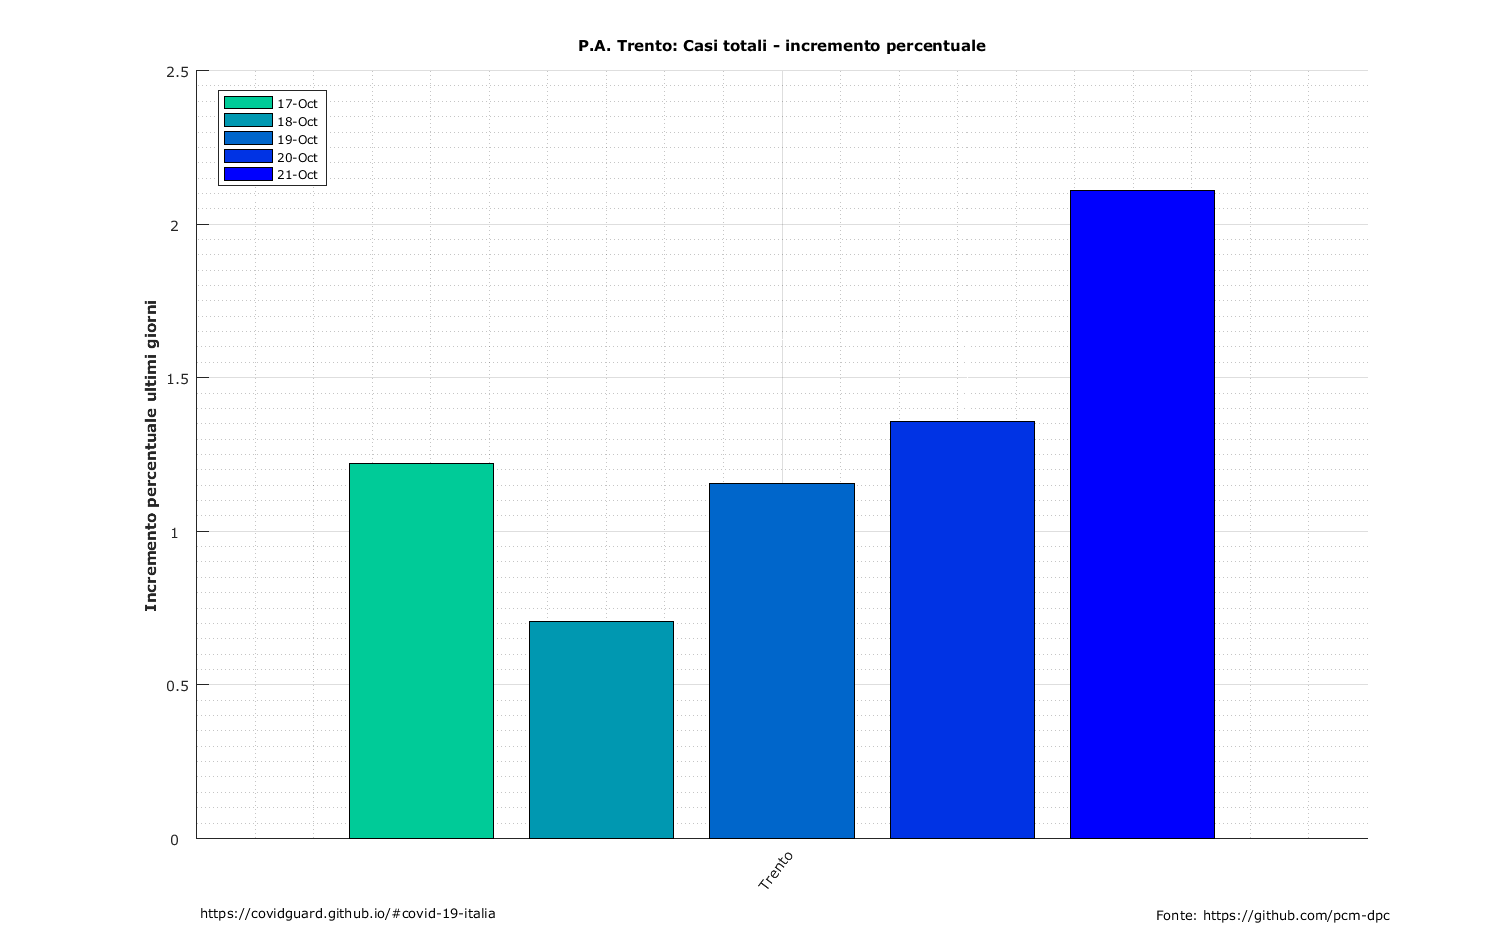 P.A. Trento: Casi totali - incremento percentuale
2.5
17-Oct
18-Oct
19-Oct
20-Oct
21-Oct
2
1.5
1
0.5
0
Incremento percentuale ultimi giorni
Trento
https://covidguard.github.io/#covid-19-italia
Fonte: https://github.com/pcm-dpc